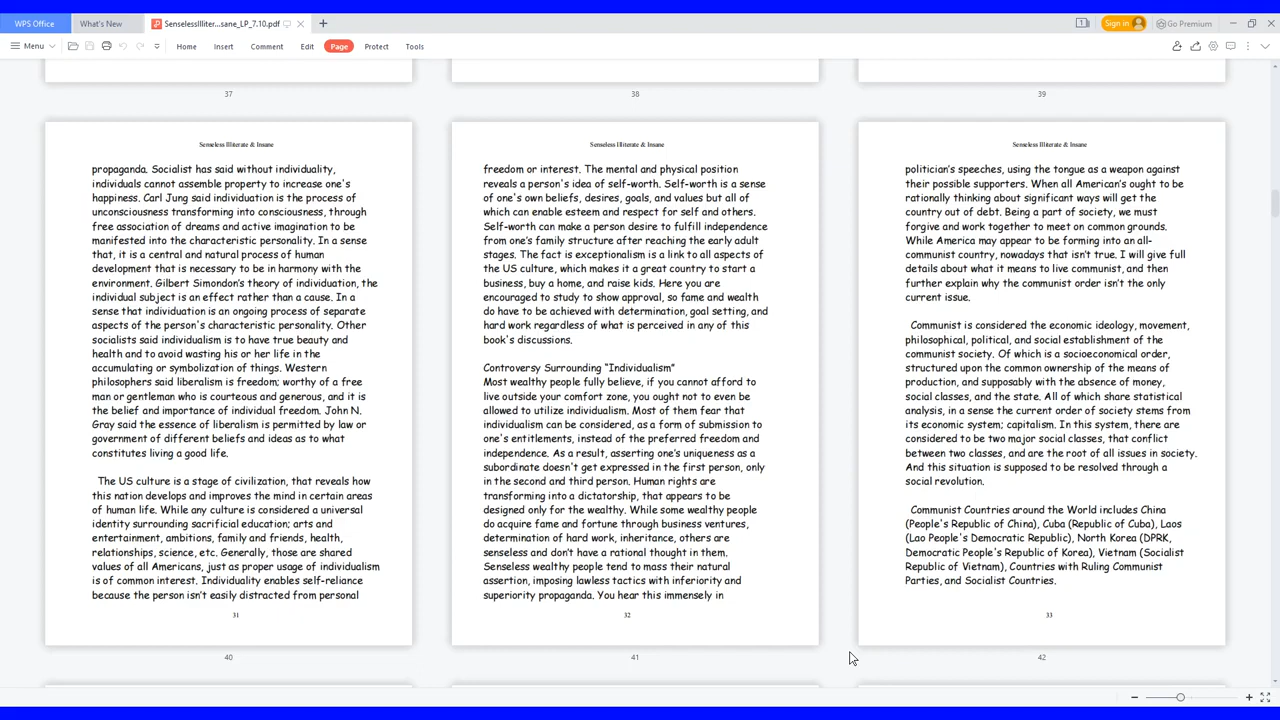 WPS Office
What's New
SenselessIlliter...sane_LP_7.10.pdf
1
Sign in
Go Premium
Menu
Home
Insert
Comment
Edit
Page
Protect
Tools
37
38
39
Senseless Illiterate & Insane
propaganda. Socialist has said without individuality,
individuals cannot assemble property to increase one's
happiness. Carl Jung said individuation is the process of
unconsciousness transforming into consciousness, through
free association of dreams and active imagination to be
manifested into the characteristic personality. In a sense
that, it is a central and natural process of human
development that is necessary to be in harmony with the
environment. Gilbert Simondon's theory of individuation, the
individual subject is an effect rather than a cause. In a
sense that individuation is an ongoing process of separate
aspects of the person's characteristic personality. Other
socialists said individualism is to have true beauty and
health and to avoid wasting his or her life in the
accumulating or symbolization of things. Western
philosophers said liberalism is freedom; worthy of a free
man or gentleman who is courteous and generous, and it is
the belief and importance of individual freedom. John N.
Gray said the essence of liberalism is permitted by law or
government of different beliefs and ideas as to what
constitutes living a good life.
The US culture is a stage of civilization, that reveals how
this nation develops and improves the mind in certain areas
of human life. While any culture is considered a universal
identity surrounding sacrificial education; arts and
entertainment, ambitions, family and friends, health,
relationships, science, etc. Generally, those are shared
values of all Americans, just as proper usage of individualism
is of common interest. Individuality enables self-reliance
because the person isn't easily distracted from personal
31
40
Senseless Illiterate & Insane
freedom or interest. The mental and physical position
reveals a person's idea of self-worth. Self-worth is a sense
of one's own beliefs, desires, goals, and values but all of
which can enable esteem and respect for self and others.
Self-worth can make a person desire to fulfill independence
from one's family structure after reaching the early adult
stages. The fact is exceptionalism is a link to all aspects of
the US culture, which makes it a great country to start a
business, buy a home, and raise kids. Here you are
encouraged to study to show approval, so fame and wealth
do have to be achieved with determination, goal setting, and
hard work regardless of what is perceived in any of this
book's discussions.
Controversy Surrounding "Individualism"
Most wealthy people fully believe, if you cannot afford to
live outside your comfort zone, you ought not to even be
allowed to utilize individualism. Most of them fear that
individualism can be considered, as a form of submission to
one's entitlements, instead of the preferred freedom and
independence. As a result, asserting one's uniqueness as a
subordinate doesn't get expressed in the first person, only
in the second and third person. Human rights are
transforming into a dictatorship, that appears to be
designed only for the wealthy. While some wealthy people
do acquire fame and fortune through business ventures,
determination of hard work, inheritance, others are
senseless and don't have a rational thought in them.
Senseless wealthy people tend to mass their natural
assertion, imposing lawless tactics with inferiority and
superiority propaganda. You hear this immensely in
32
41
Senseless Illiterate & Insane
politician's speeches, using the tongue as a weapon against
their possible supporters. When all American's ought to be
rationally thinking about significant ways will get the
country out of debt. Being a part of society, we must
forgive and work together to meet on common grounds.
While America may appear to be forming into an all-
communist country, nowadays that isn't true. I will give full
details about what it means to live communist, and then
further explain why the communist order isn't the only
current issue.
Communist is considered the economic ideology, movement,
philosophical, political, and social establishment of the
communist society. Of which is a socioeconomical order,
structured upon the common ownership of the means of
production, and supposably with the absence of money,
social classes, and the state. All of which share statistical
analysis, in a sense the current order of society stems from
its economic system; capitalism. In this system, there are
considered to be two major social classes, that conflict
between two classes, and are the root of all issues in society.
And this situation is supposed to be resolved through a
social revolution.
Communist Countries around the World includes China
(People's Republic of China), Cuba (Republic of Cuba), Laos
(Lao People's Democratic Republic), North Korea (DPRK,
Democratic People's Republic of Korea), Vietnam (Socialist
Republic of Vietnam), Countries with Ruling Communist
Parties, and Socialist Countries.
33
42